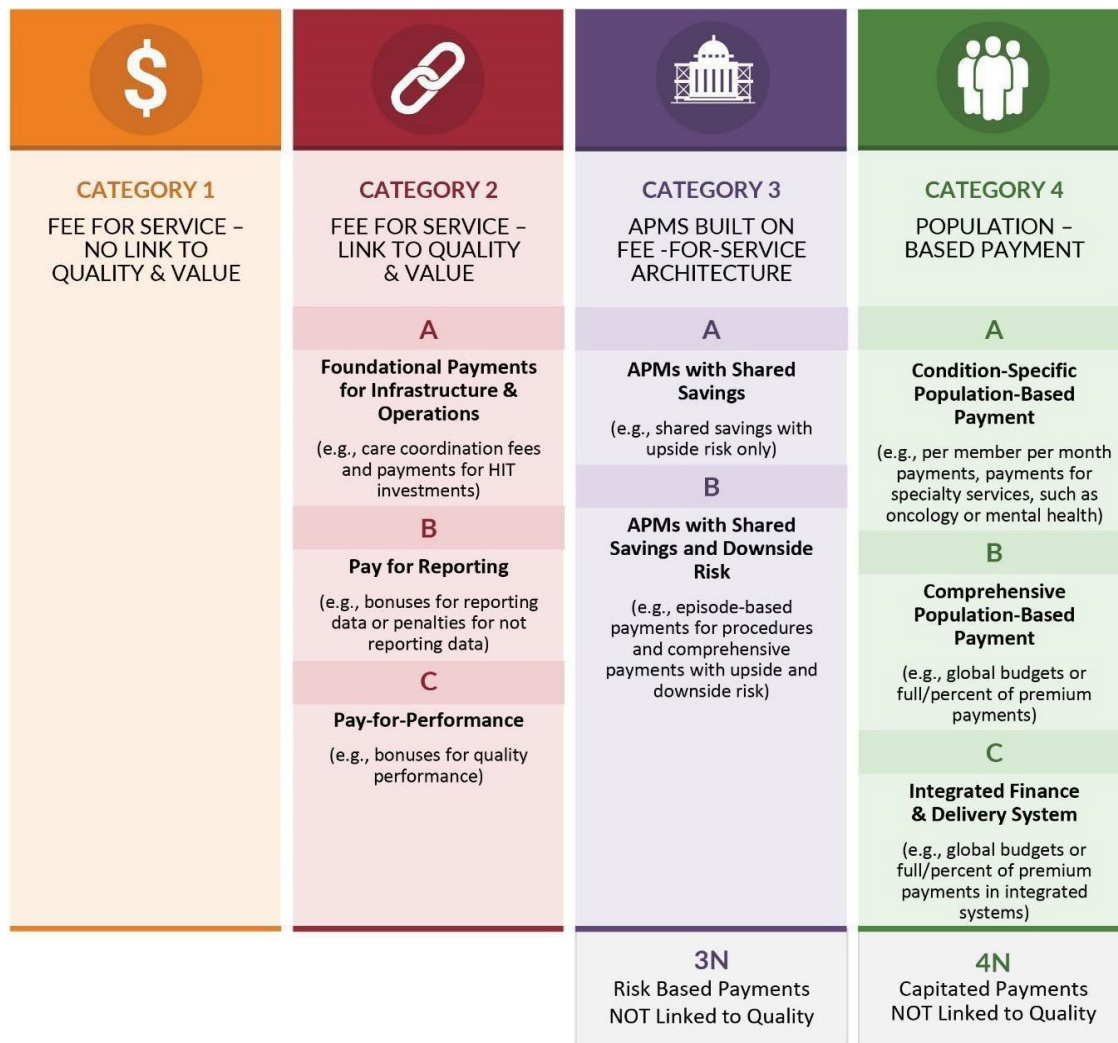 $
CATEGORY 1
FEE FOR SERVICE –
NO LINK TO
QUALITY & VALUE
CATEGORY 2
FEE FOR SERVICE –
LINK TO QUALITY
& VALUE
A
Foundational Payments
for Infrastructure &
Operations
(e.g., care coordination fees
and payments for HIT
investments)
B
Pay for Reporting
(e.g., bonuses for reporting
data or penalties for not
reporting data)
C
Pay-for-Performance
(e.g., bonuses for quality
performance)
CATEGORY 3
APMS BUILT ON
FEE -FOR-SERVICE
ARCHITECTURE
A
APMs with Shared
Savings
(e.g., shared savings with
upside risk only)
B
APMs with Shared
Savings and Downside
Risk
(e.g., episode-based
payments for procedures
and comprehensive
payments with upside and
downside risk)
3N
Risk Based Payments
NOT Linked to Quality
CATEGORY 4
POPULATION –
BASED PAYMENT
A
Condition-Specific
Population-Based
Payment
(e.g., per member per month
payments, payments for
specialty services, such as
oncology or mental health)
B
Comprehensive
Population-Based
Payment
(e.g., global budgets or
full/percent of premium
payments)
C
Integrated Finance
& Delivery System
(e.g., global budgets or
full/percent of premium
payments in integrated
systems)
4N
Capitated Payments
NOT Linked to Quality